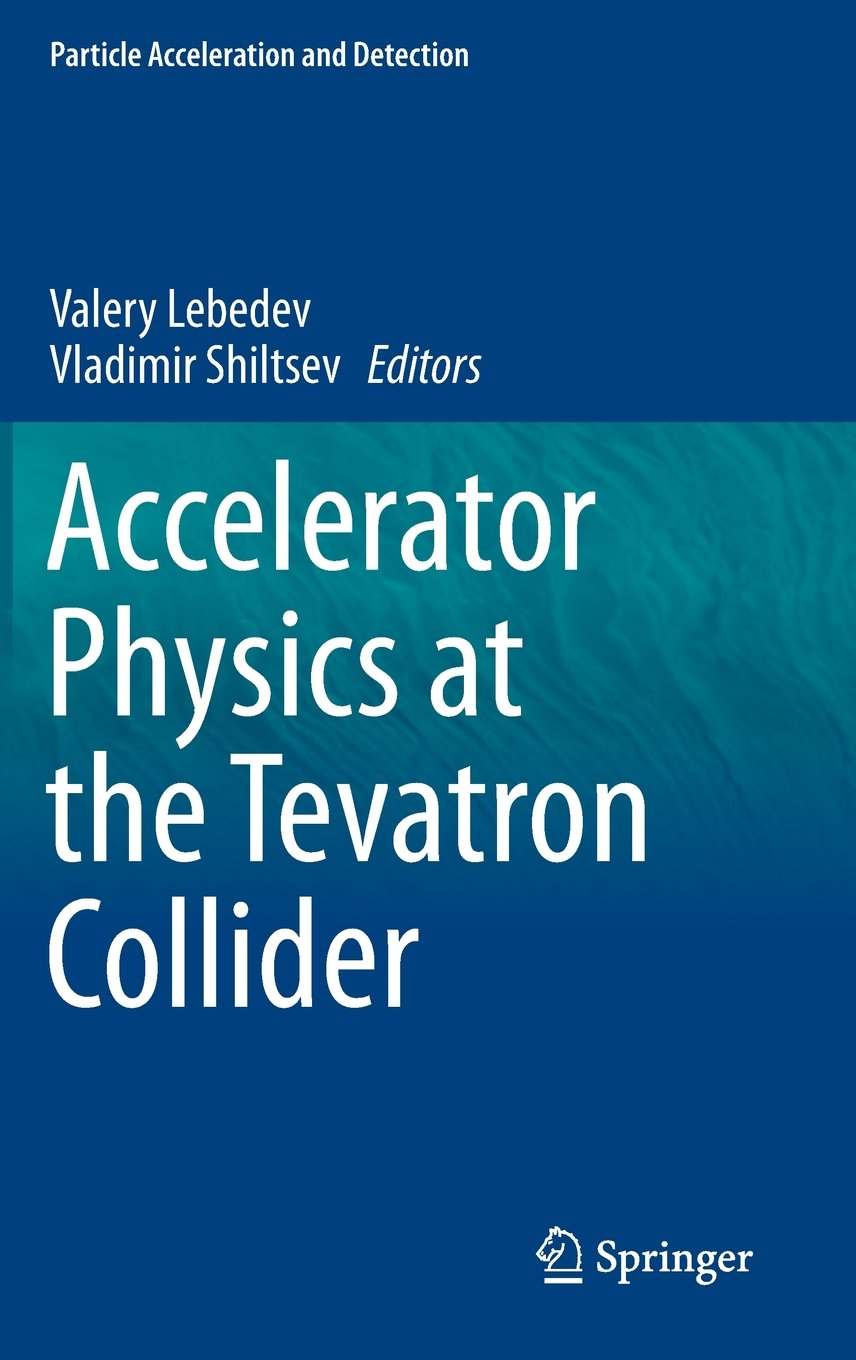 Particle Acceleration and Detection
Valery Lebedev
Vladimir Shiltsev Editors
Accelerator
Physics at
the Tevatron
Collider
Springer